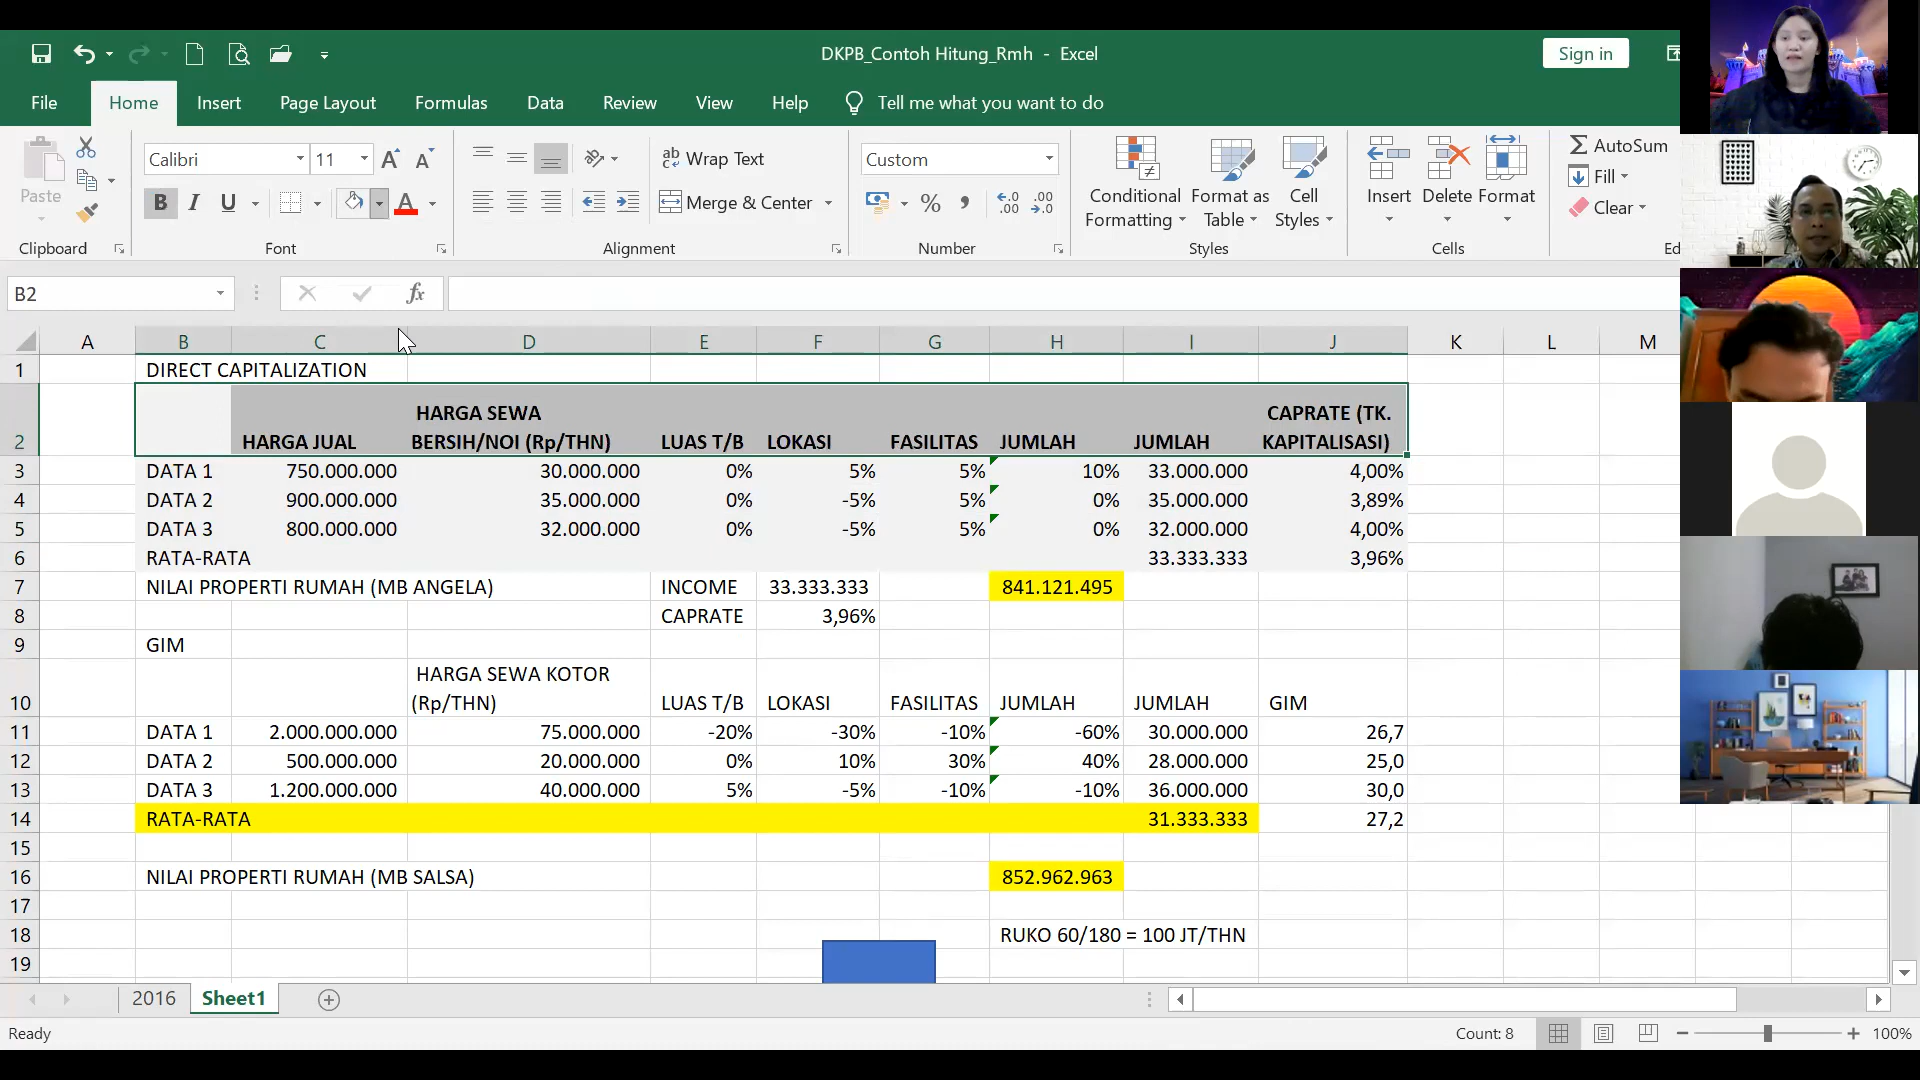 DKPB_Contoh Hitung_Rmh - Excel
Sign in
File Home Insert Page Layout Formulas Data Review View Help Tell me what you want to do
Paste
Calibri 11
B I U A
ab Wrap Text
Merge & Center
Custom
% ,
Conditional Formatting
Format as Table
Cell Styles
Insert Delete Format
AutoSum
Fill
Clear
Clipboard Font Alignment Number Styles Cells
B2 fx
A B C D E F G H I J K L M
1 DIRECT CAPITALIZATION
2 HARGA JUAL HARGA SEWA BERSIH/NOI (Rp/THN) LUAS T/B LOKASI FASILITAS JUMLAH JUMLAH CAPRATE (TK. KAPITALISASI)
3 DATA 1 750.000.000 30.000.000 0% 5% 5% 10% 33.000.000 4,00%
4 DATA 2 900.000.000 35.000.000 0% -5% 5% 0% 35.000.000 3,89%
5 DATA 3 800.000.000 32.000.000 0% -5% 5% 0% 32.000.000 4,00%
6 RATA-RATA 33.333.333 3,96%
7 NILAI PROPERTI RUMAH (MB ANGELA) INCOME 33.333.333 841.121.495
8 CAPRATE 3,96%
9 GIM
10 HARGA SEWA KOTOR (Rp/THN) LUAS T/B LOKASI FASILITAS JUMLAH JUMLAH GIM
11 DATA 1 2.000.000.000 75.000.000 -20% -30% -10% -60% 30.000.000 26,7
12 DATA 2 500.000.000 20.000.000 0% 10% 30% 40% 28.000.000 25,0
13 DATA 3 1.200.000.000 40.000.000 5% -5% -10% -10% 36.000.000 30,0
14 RATA-RATA 31.333.333 27,2
15
16 NILAI PROPERTI RUMAH (MB SALSA) 852.962.963
17
18 RUKO 60/180 = 100 JT/THN
19
2016 Sheet1
Ready Count: 8 100%